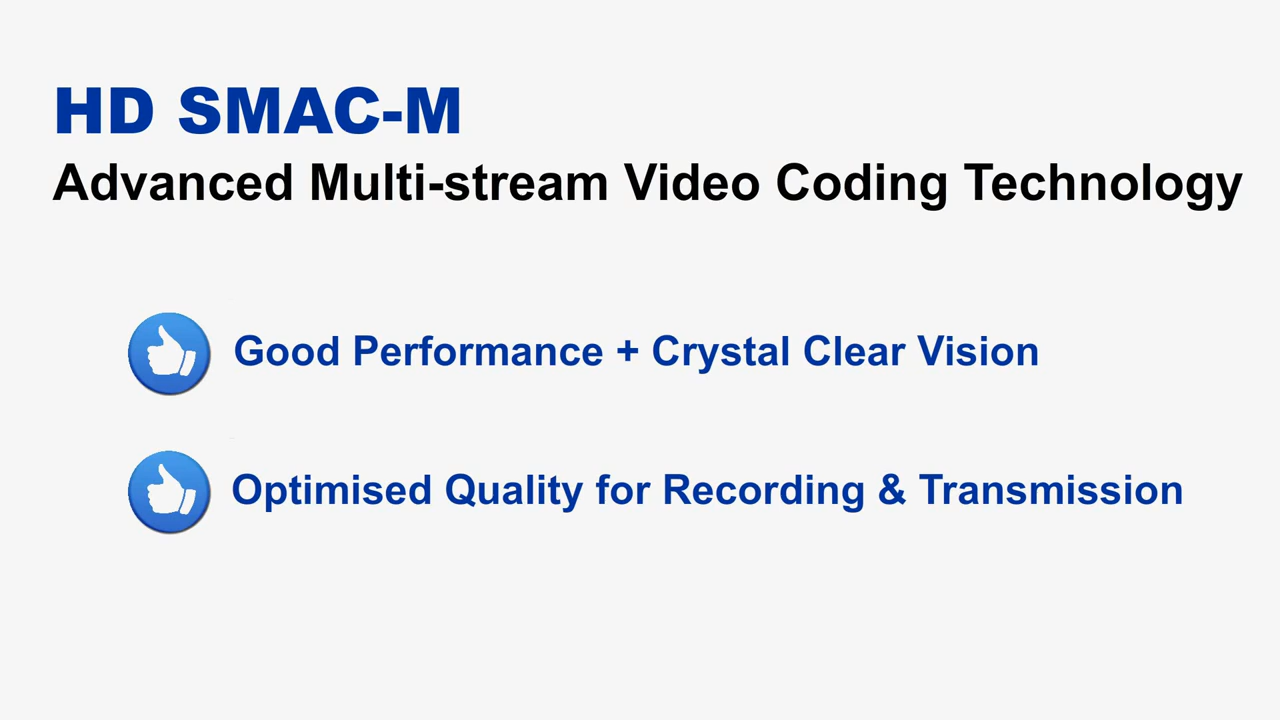 HD SMAC-M
Advanced Multi-stream Video Coding Technology
Good Performance + Crystal Clear Vision
Optimised Quality for Recording & Transmission